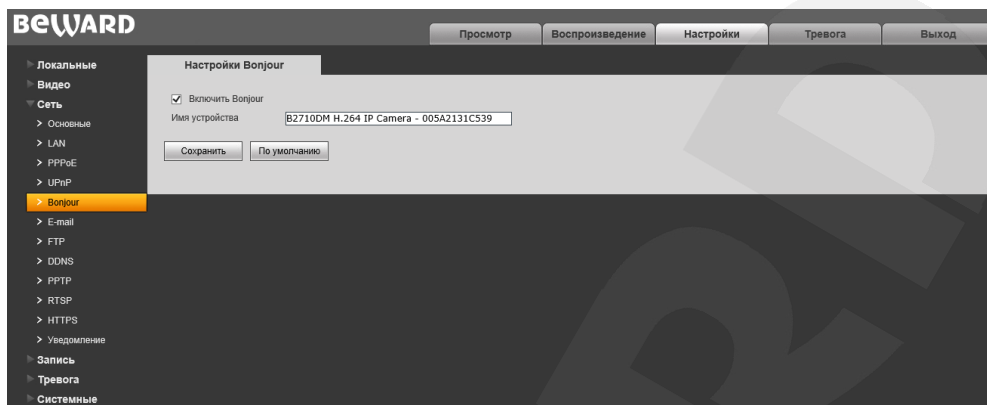 BEWARD
Просмотр Воспроизведение Настройки Тревога Выход
Локальные
Видео
Сеть
Основные
LAN
PPPoE
UPnP
Bonjour
E-mail
FTP
DDNS
PPTP
RTSP
HTTPS
Уведомление
Запись
Тревога
Системные
Настройки Bonjour
Включить Bonjour
Имя устройства B2710DM H.264 IP Camera - 005A2131C539
Сохранить По умолчанию